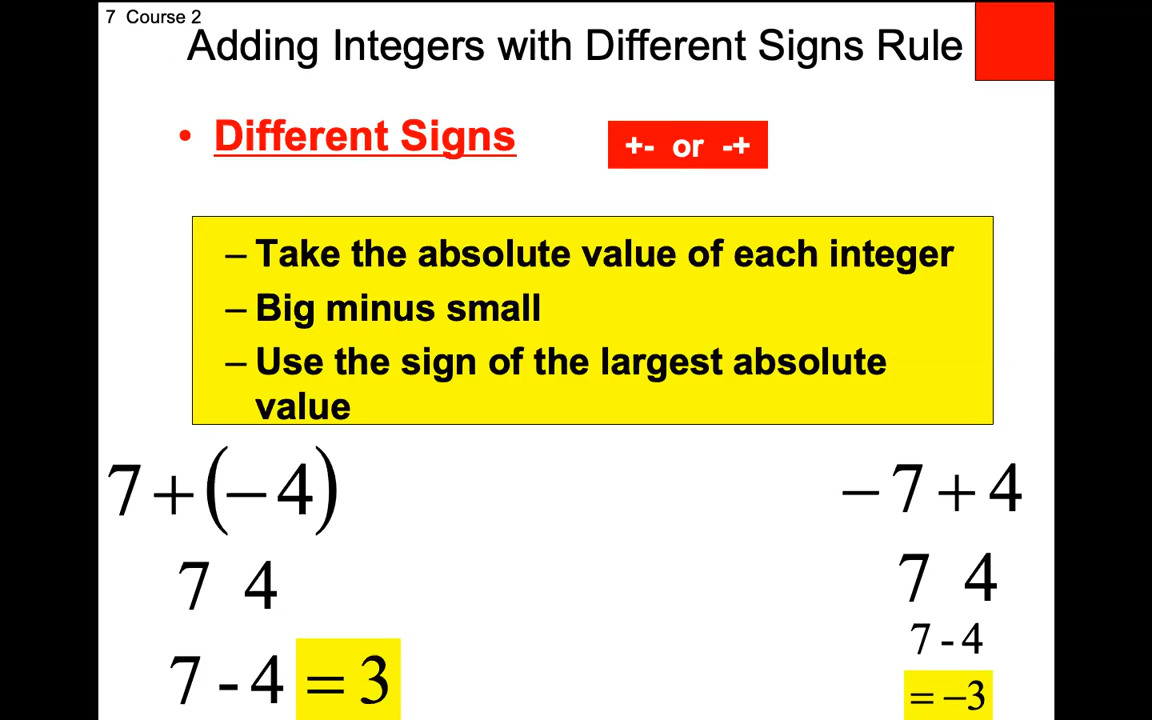 7 Course 2
Adding Integers with Different Signs Rule
• Different Signs
+- or -+
– Take the absolute value of each integer
– Big minus small
– Use the sign of the largest absolute
value
7+(−4)
−7+4
7 4
7 4
7-4
7-4 =3
=−3